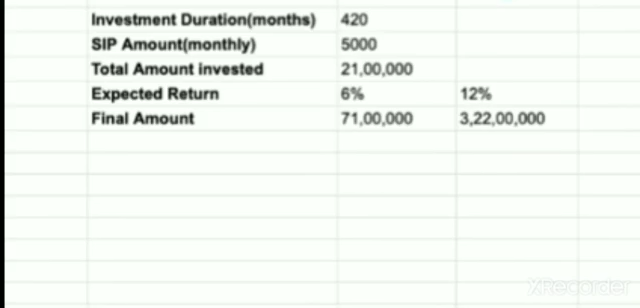 Investment Duration(months) 420
SIP Amount(monthly) 5000
Total Amount invested 21,00,000
Expected Return 6% 12%
Final Amount 71,00,000 3,22,00,000
XRecorder